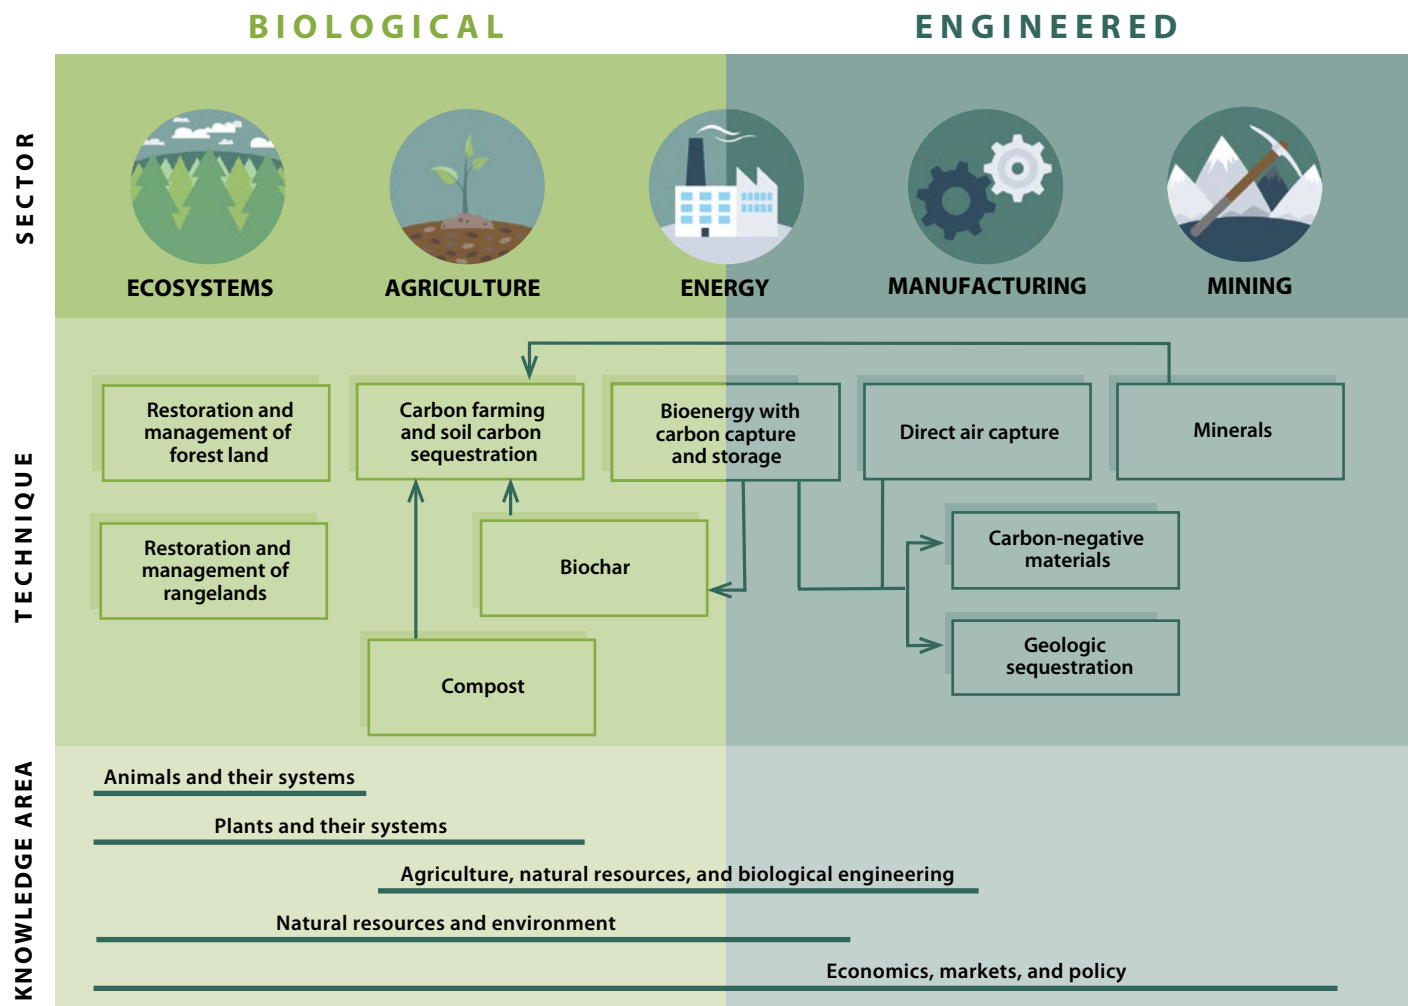 BIOLOGICAL
ENGINEERED
SECTOR
ECOSYSTEMS
AGRICULTURE
ENERGY
MANUFACTURING
MINING
TECHNIQUE
Restoration and
management of
forest land
Carbon farming
and soil carbon
sequestration
Bioenergy with
carbon capture
and storage
Direct air capture
Minerals
Restoration and
management of
rangelands
Biochar
Carbon-negative
materials
Geologic
sequestration
Compost
KNOWLEDGE AREA
Animals and their systems
Plants and their systems
Agriculture, natural resources, and biological engineering
Natural resources and environment
Economics, markets, and policy